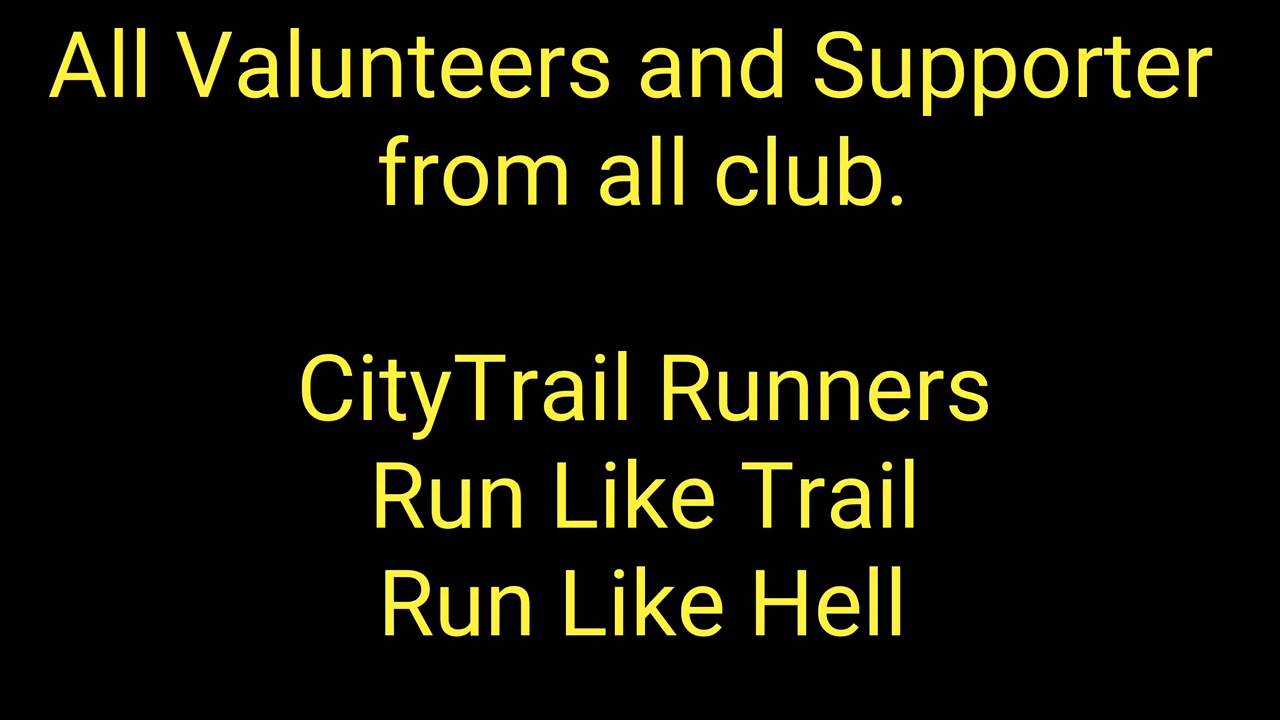 All Valunteers and Supporter
from all club.
CityTrail Runners
Run Like Trail
Run Like Hell